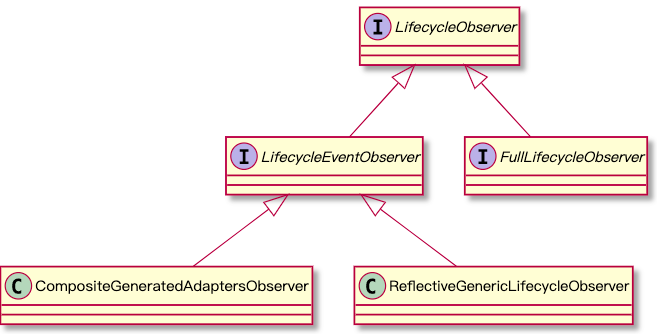 I LifecycleObserver
I LifecycleEventObserver
I FullLifecycleObserver
C CompositeGeneratedAdaptersObserver
C ReflectiveGenericLifecycleObserver